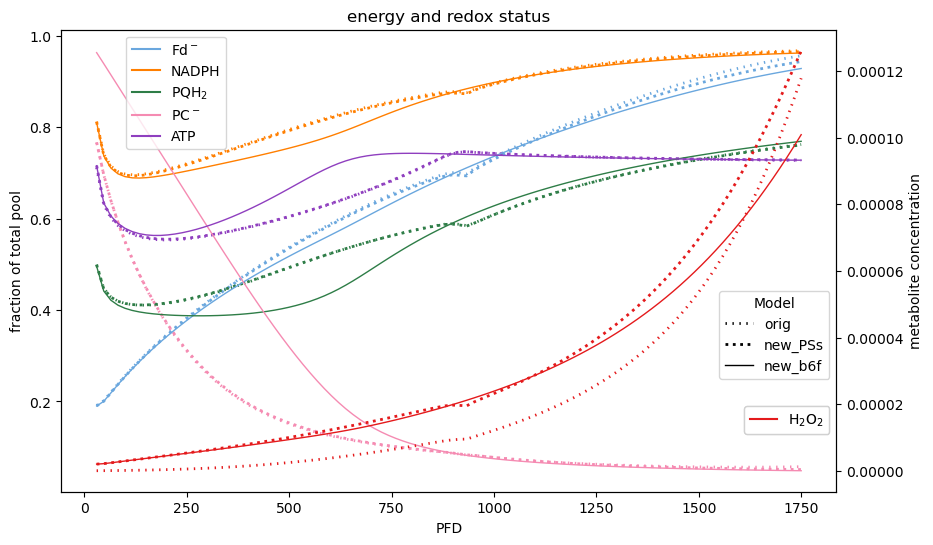 energy and redox status
Fd⁻
NADPH
PQH₂
PC⁻
ATP
1.0
0.8
0.6
0.4
0.2
fraction of total pool
0.00012
0.00010
0.00008
0.00006
0.00004
0.00002
0.00000
metabolite concentration
Model
orig
new_PSs
new_b6f
H₂O₂
0 250 500 750 1000 1250 1500 1750
PFD